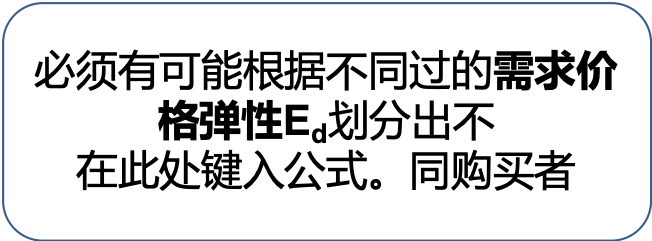 必须有可能根据不同过的需求价
格弹性Ed划分出不
在此处键入公式。同购买者